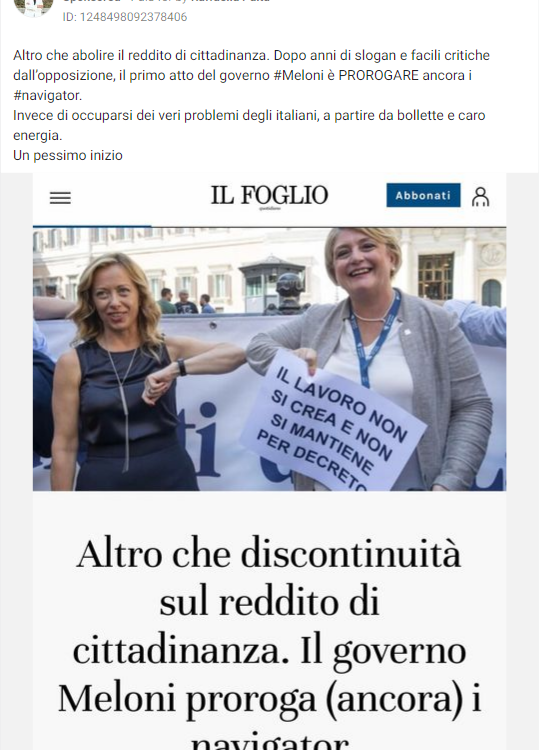 ID: 1248498092378406
Altro che abolire il reddito di cittadinanza. Dopo anni di slogan e facili critiche
dall'opposizione, il primo atto del governo #Meloni è PROROGARE ancora i
#navigator.
Invece di occuparsi dei veri problemi degli italiani, a partire da bollette e caro
energia.
Un pessimo inizio
IL FOGLIO
quotidiano
Abbonati
IL LAVORO NON
SI CREA E NON
SI MANTIENE
PER DECRETO
ti
Altro che discontinuità
sul reddito di
cittadinanza. Il governo
Meloni proroga (ancora) i
navigator